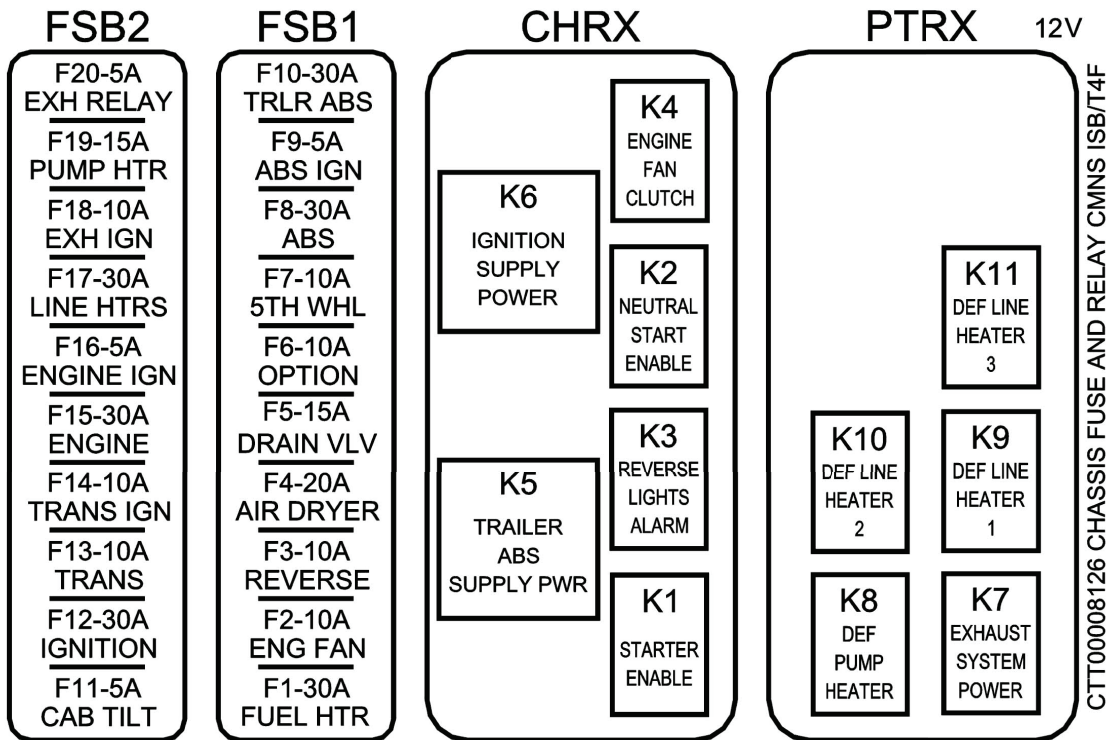 FSB2
F20-5A
EXH RELAY
F19-15A
PUMP HTR
F18-10A
EXH IGN
F17-30A
LINE HTRS
F16-5A
ENGINE IGN
F15-30A
ENGINE
F14-10A
TRANS IGN
F13-10A
TRANS
F12-30A
IGNITION
F11-5A
CAB TILT
FSB1
F10-30A
TRLR ABS
F9-5A
ABS IGN
F8-30A
ABS
F7-10A
5TH WHL
F6-10A
OPTION
F5-15A
DRAIN VLV
F4-20A
AIR DRYER
F3-10A
REVERSE
F2-10A
ENG FAN
F1-30A
FUEL HTR
CHRX
K4
ENGINE
FAN
CLUTCH
K6
IGNITION
SUPPLY
POWER
K2
NEUTRAL
START
ENABLE
K3
REVERSE
LIGHTS
ALARM
K5
TRAILER
ABS
SUPPLY PWR
K1
STARTER
ENABLE
PTRX
12V
K11
DEF LINE
HEATER
3
K10
DEF LINE
HEATER
2
K9
DEF LINE
HEATER
1
K8
DEF
PUMP
HEATER
K7
EXHAUST
SYSTEM
POWER
CTT00008126 CHASSIS FUSE AND RELAY CMNS ISB/T4F